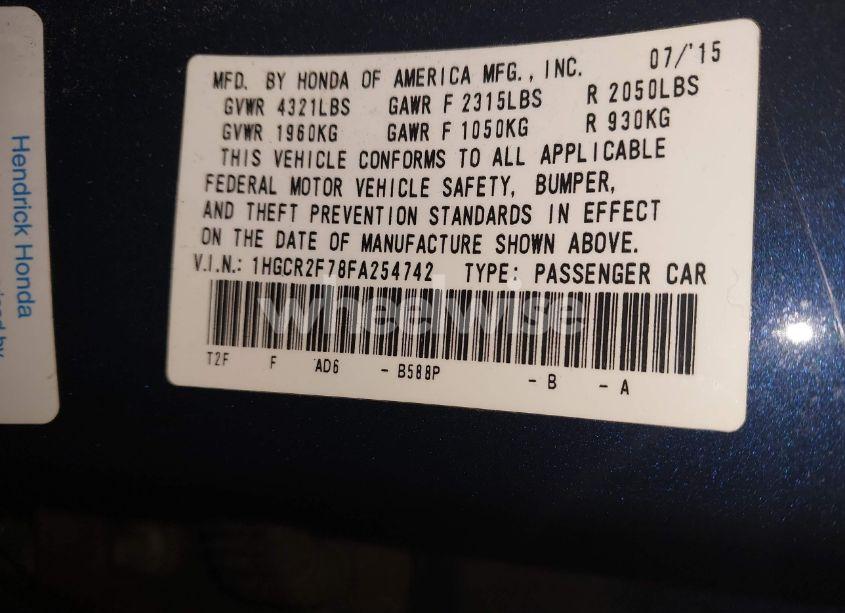 MFD. BY HONDA OF AMERICA MFG., INC. 07/'15
GVWR 4321LBS GAWR F 2315LBS R 2050LBS
GVWR 1960KG GAWR F 1050KG R 930KG
THIS VEHICLE CONFORMS TO ALL APPLICABLE
FEDERAL MOTOR VEHICLE SAFETY, BUMPER,
AND THEFT PREVENTION STANDARDS IN EFFECT
ON THE DATE OF MANUFACTURE SHOWN ABOVE.
V.I.N.: 1HGCR2F78FA254742 TYPE: PASSENGER CAR
wheelwise
T2F F AD6 - B588P - B - A
Hendrick Honda